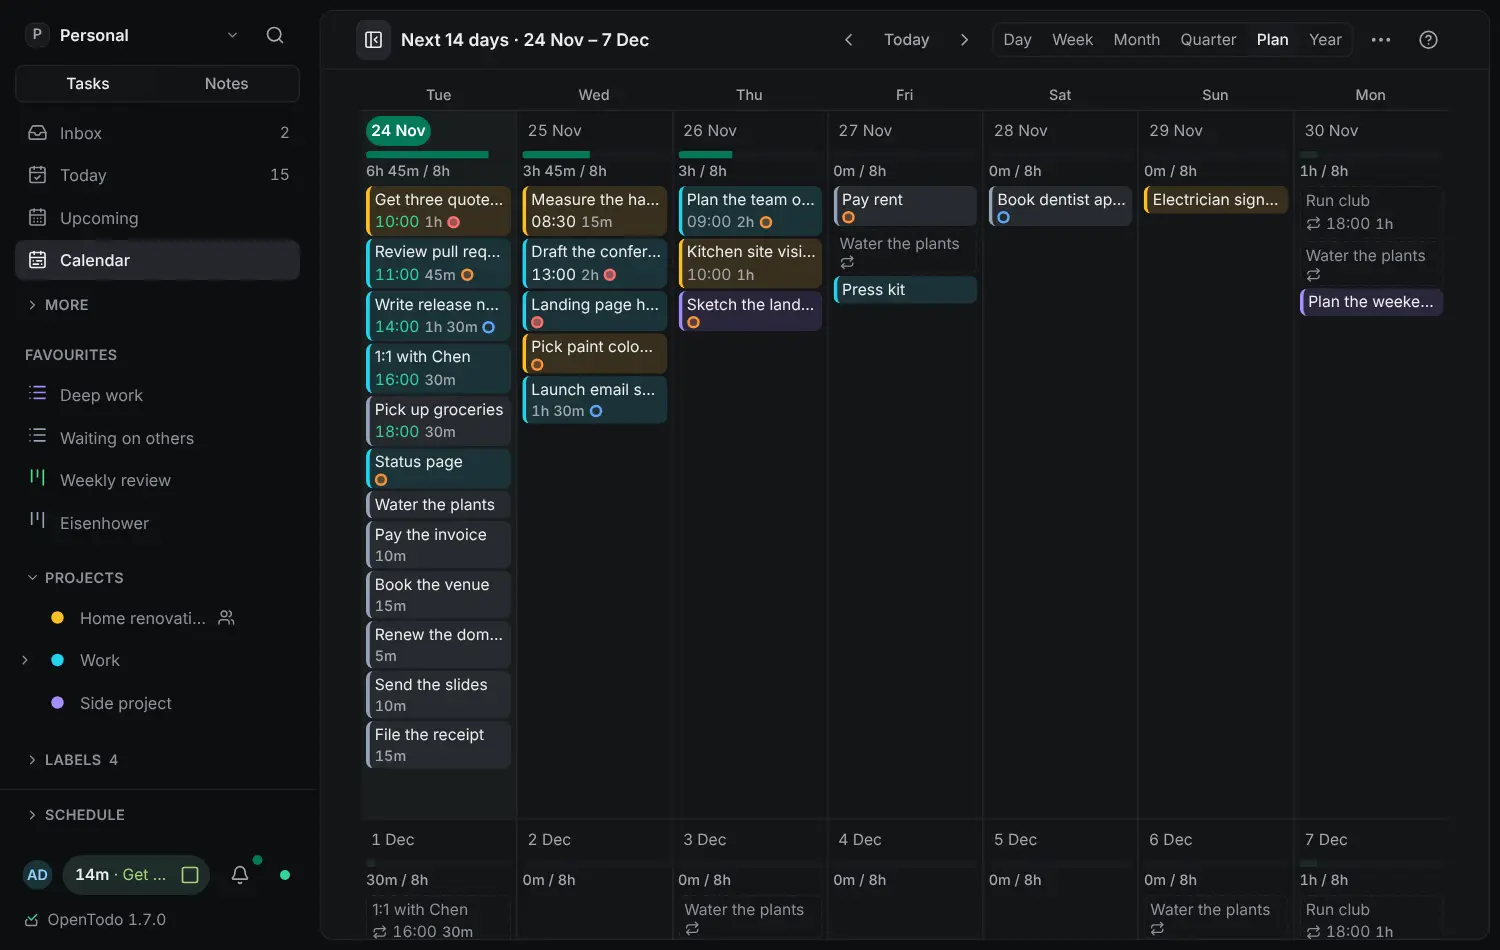 P Personal
Tasks Notes
Inbox 2
Today 15
Upcoming
Calendar
MORE
FAVOURITES
Deep work
Waiting on others
Weekly review
Eisenhower
PROJECTS
Home renovati...
Work
Side project
LABELS 4
SCHEDULE
AD 14m · Get ...
OpenTodo 1.7.0
Next 14 days · 24 Nov – 7 Dec
Today
Day Week Month Quarter Plan Year
Tue Wed Thu Fri Sat Sun Mon
24 Nov
6h 45m / 8h
Get three quote...
10:00 1h
Review pull req...
11:00 45m
Write release n...
14:00 1h 30m
1:1 with Chen
16:00 30m
Pick up groceries
18:00 30m
Status page
Water the plants
Pay the invoice
10m
Book the venue
15m
Renew the dom...
5m
Send the slides
10m
File the receipt
15m
25 Nov
3h 45m / 8h
Measure the ha...
08:30 15m
Draft the confer...
13:00 2h
Landing page h...
Pick paint colo...
Launch email s...
1h 30m
26 Nov
3h / 8h
Plan the team o...
09:00 2h
Kitchen site visi...
10:00 1h
Sketch the land...
27 Nov
0m / 8h
Pay rent
Water the plants
Press kit
28 Nov
0m / 8h
Book dentist ap...
29 Nov
0m / 8h
Electrician sign...
30 Nov
1h / 8h
Run club
18:00 1h
Water the plants
Plan the weeke...
1 Dec
30m / 8h
1:1 with Chen
16:00 30m
2 Dec
0m / 8h
3 Dec
0m / 8h
Water the plants
4 Dec
0m / 8h
5 Dec
0m / 8h
6 Dec
0m / 8h
Water the plants
7 Dec
1h / 8h
Run club
18:00 1h